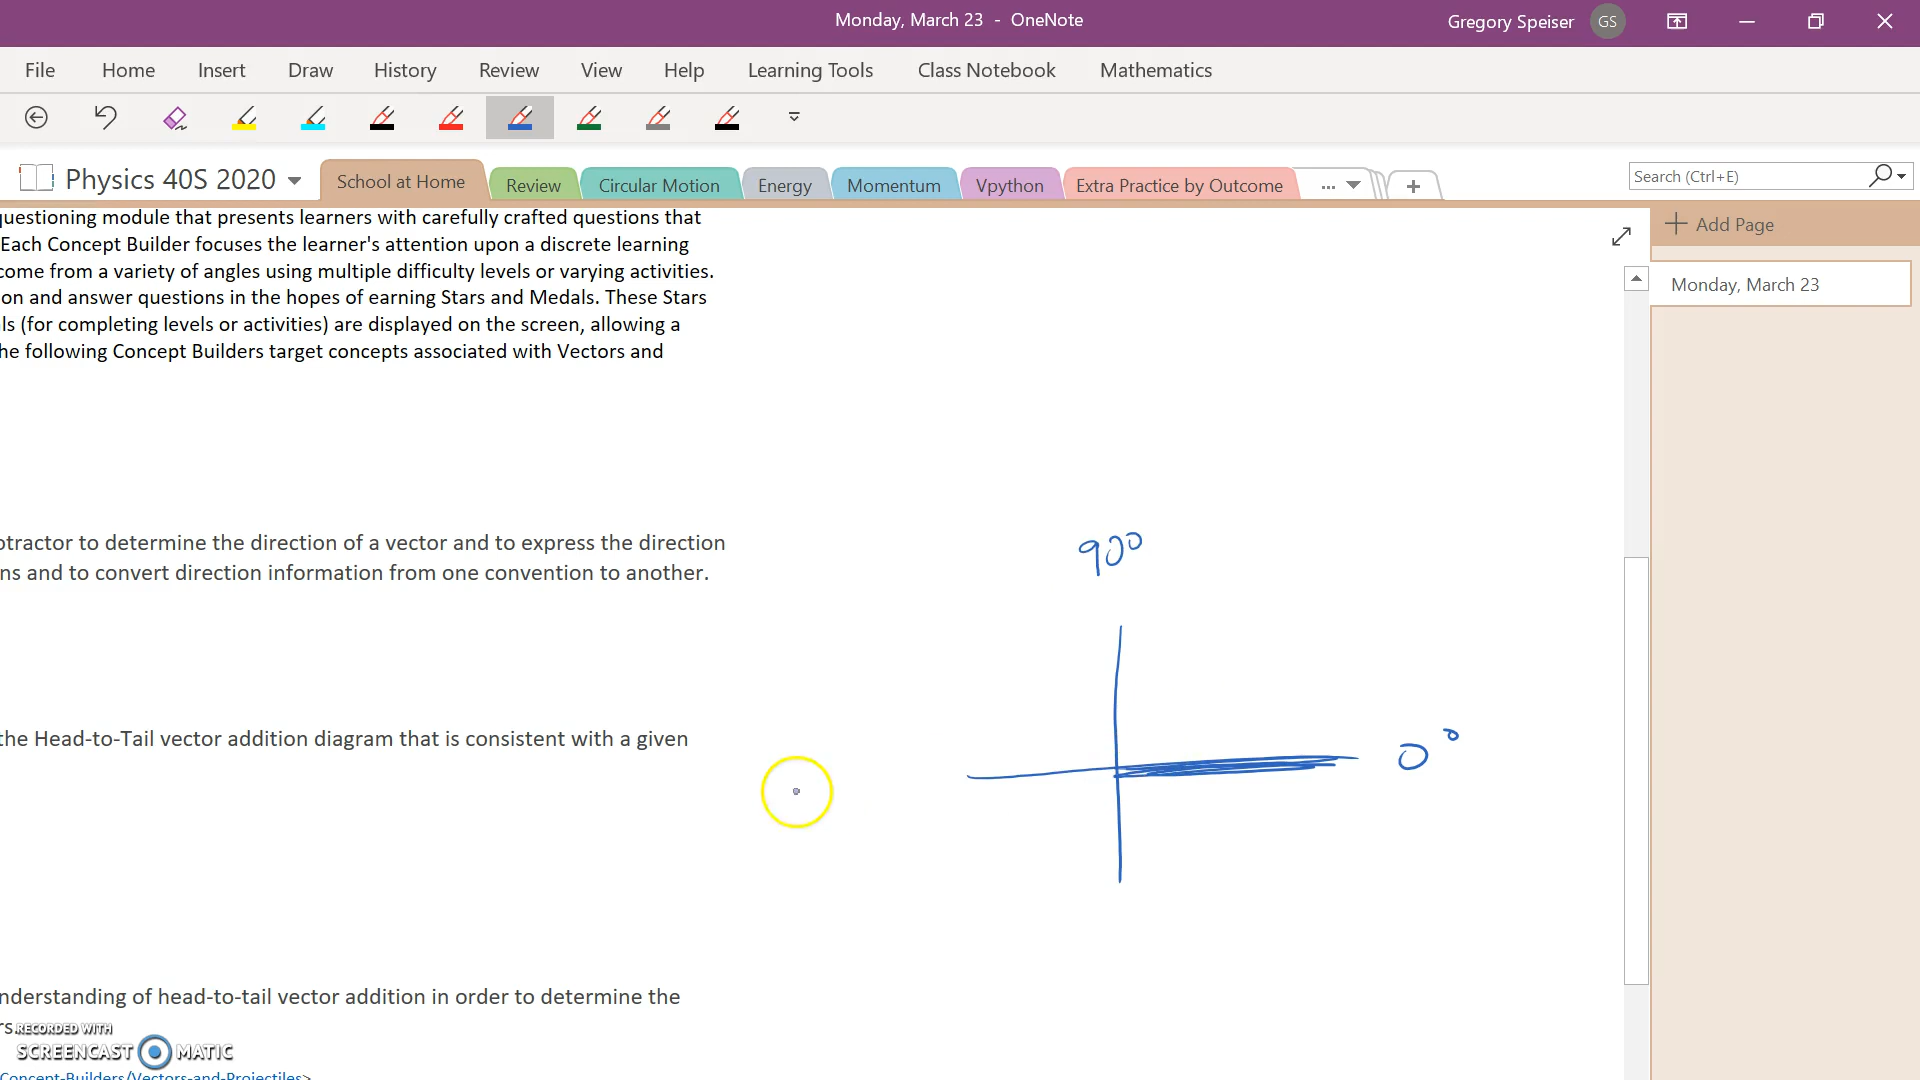 Monday, March 23 - OneNote
Gregory Speiser GS
File Home Insert Draw History Review View Help Learning Tools Class Notebook Mathematics
Physics 40S 2020
School at Home
Review
Circular Motion
Energy
Momentum
Vpython
Extra Practice by Outcome
...
Search (Ctrl+E)
Add Page
Monday, March 23
questioning module that presents learners with carefully crafted questions that
Each Concept Builder focuses the learner's attention upon a discrete learning
come from a variety of angles using multiple difficulty levels or varying activities.
on and answer questions in the hopes of earning Stars and Medals. These Stars
ls (for completing levels or activities) are displayed on the screen, allowing a
he following Concept Builders target concepts associated with Vectors and
otractor to determine the direction of a vector and to express the direction
ns and to convert direction information from one convention to another.
90°
the Head-to-Tail vector addition diagram that is consistent with a given
0°
nderstanding of head-to-tail vector addition in order to determine the
rs.
RECORDED WITH
SCREENCAST MATIC
Concept-Builders/Vectors-and-Projectiles>